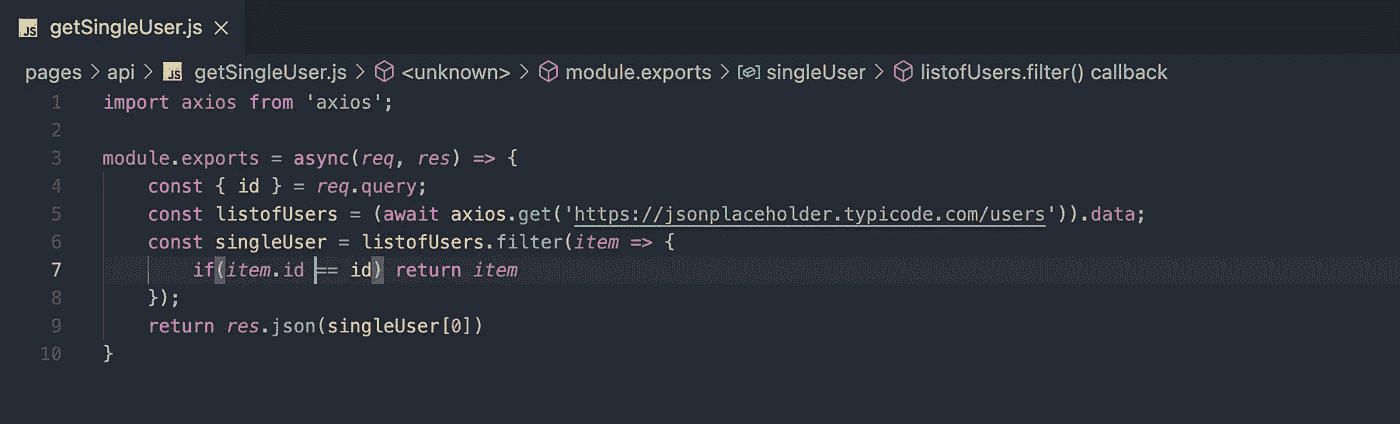 JS getSingleUser.js ×
pages > api > JS getSingleUser.js > <unknown> > module.exports > singleUser > listofUsers.filter() callback
1 import axios from 'axios';
2
3 module.exports = async(req, res) => {
4     const { id } = req.query;
5     const listofUsers = (await axios.get('https://jsonplaceholder.typicode.com/users')).data;
6     const singleUser = listofUsers.filter(item => {
7         if(item.id == id) return item
8     });
9     return res.json(singleUser[0])
10 }